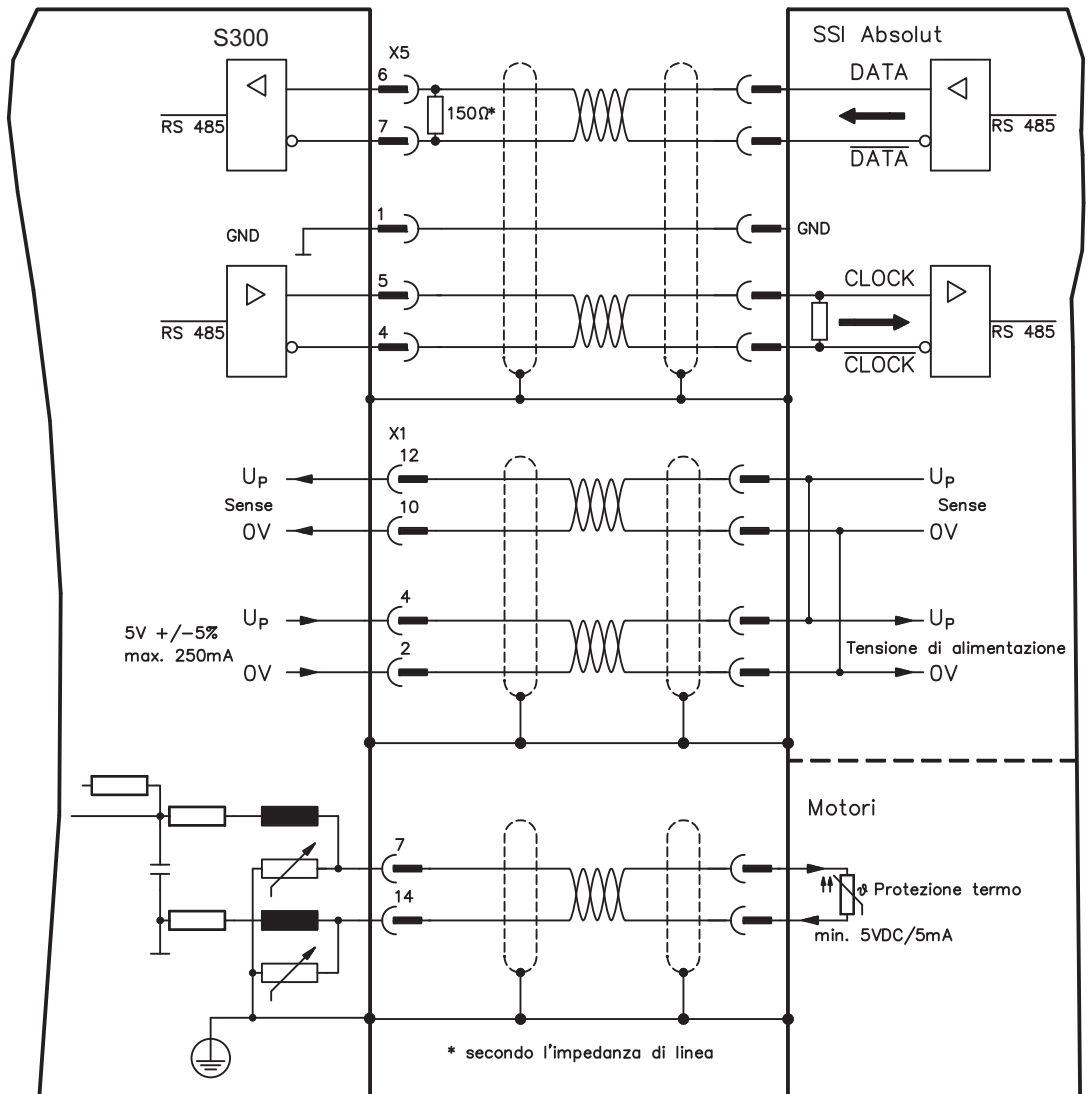 S300
SSI Absolut
X5
6
DATA
150Ω*
RS 485
RS 485
7
DATA
1
GND
GND
5
CLOCK
RS 485
RS 485
4
CLOCK
X1
12
UP
UP
Sense
Sense
10
0V
0V
4
UP
UP
5V +/-5%
max. 250mA
Tensione di alimentazione
2
0V
0V
Motori
7
ϑ Protezione termo
14
min. 5VDC/5mA
* secondo l'impedanza di linea